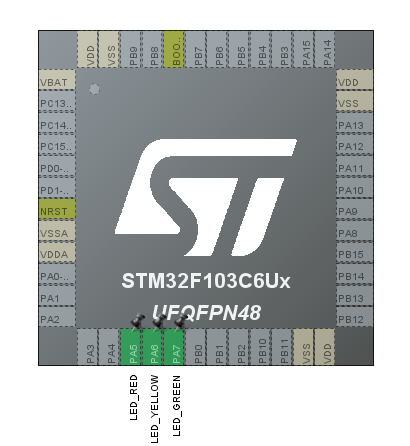 VDD
VSS
PB9
PB8
BOO..
PB7
PB6
PB5
PB4
PB3
PA15
PA14
VBAT
PC13..
PC14..
PC15..
PD0-..
PD1-..
NRST
VSSA
VDDA
PA0-..
PA1
PA2
VDD
VSS
PA13
PA12
PA11
PA10
PA9
PA8
PB15
PB14
PB13
PB12
ST
STM32F103C6Ux
UFQFPN48
PA3
PA4
PA5
PA6
PA7
PB0
PB1
PB2
PB10
PB11
VSS
VDD
LED_RED
LED_YELLOW
LED_GREEN